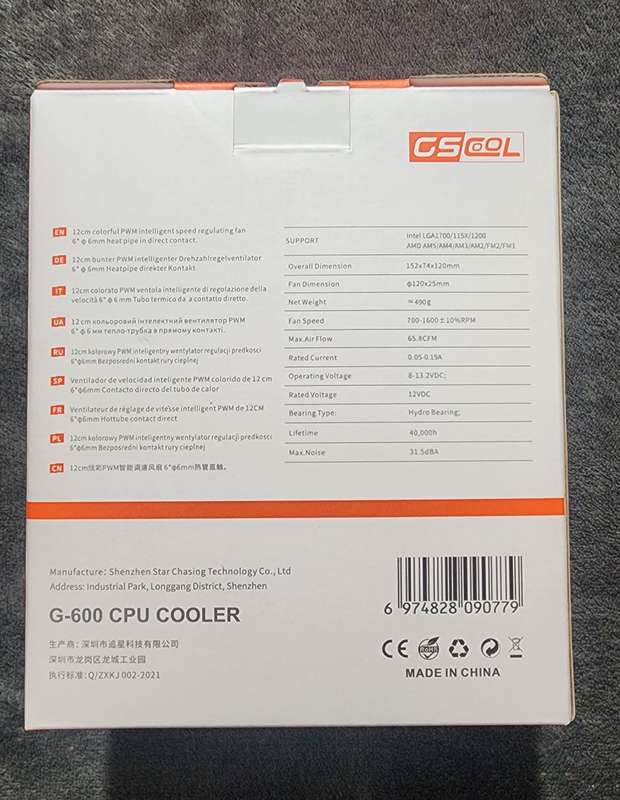 GSCOOL
EN 12cm colorful PWM intelligent speed regulating fan
6* φ 6mm heat pipe in direct contact.
DE 12cm bunter PWM intelligenter Drehzahlregelventilator
6* φ 6mm Heatpipe direkter Kontakt.
IT 12cm colorato PWM ventola intelligente di regolazione della
velocità 6* φ 6 mm Tubo termico da a contatto diretto.
UA 12 cm кольоровий інтелектний вентилятор PWM
6* φ 6 мм тепло-трубка в прямому контакті.
RU 12cm kolorowy PWM inteligentny wentylator regulacji predkosci
6*φ6mm Bezposredni kontakt rury cieplnej
SP Ventilador de velocidad inteligente PWM colorido de 12 cm
6*φ6mm Contacto directo del tubo de calor
FR Ventilateur de réglage de vitesse intelligent PWM de 12CM
6*φ6mm Hottube contact direct
PL 12cm kolorowy PWM inteligentny wentylator regulacji predkosci
6*φ6mm Bezposredni kontakt rury cieplnej
CN 12cm炫彩PWM智能调速风扇 6*φ6mm热管直触。
SUPPORT Intel LGA1700/115X/1200
AMD AM5/AM4/AM3/AM2/FM2/FM1
Overall Dimension 152x74x120mm
Fan Dimension φ120x25mm
Net Weight ≈490g
Fan Speed 700-1600±10%RPM
Max.Air Flow 65.8CFM
Rated Current 0.05-0.15A
Operating Voltage 8-13.2VDC;
Rated Voltage 12VDC
Bearing Type: Hydro Bearing;
Lifetime 40,000h
Max.Noise 31.5dBA
Manufacture: Shenzhen Star Chasing Technology Co., Ltd
Address: Industrial Park, Longgang District, Shenzhen
G-600 CPU COOLER
生产商: 深圳市追星科技有限公司
深圳市龙岗区龙城工业园
执行标准: Q/ZXKJ 002-2021
6 974828 090779
CE RoHS
MADE IN CHINA